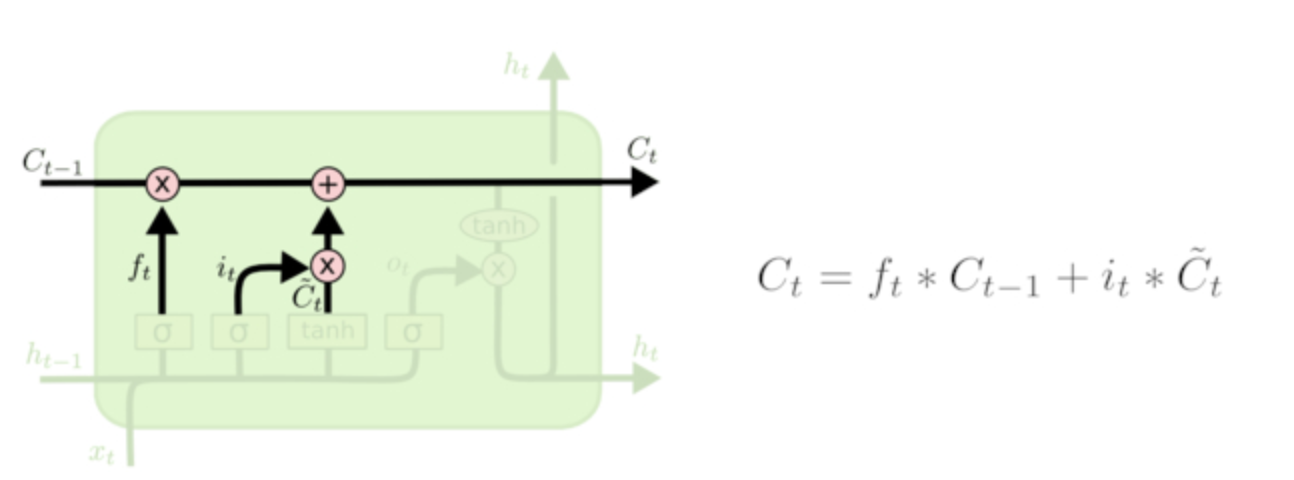 h_t
C_{t-1}
C_t
x
+
tanh
f_t
i_t
x
o_t
x
C̃_t
C_t = f_t * C_{t-1} + i_t * C̃_t
σ
σ
tanh
σ
h_{t-1}
h_t
x_t